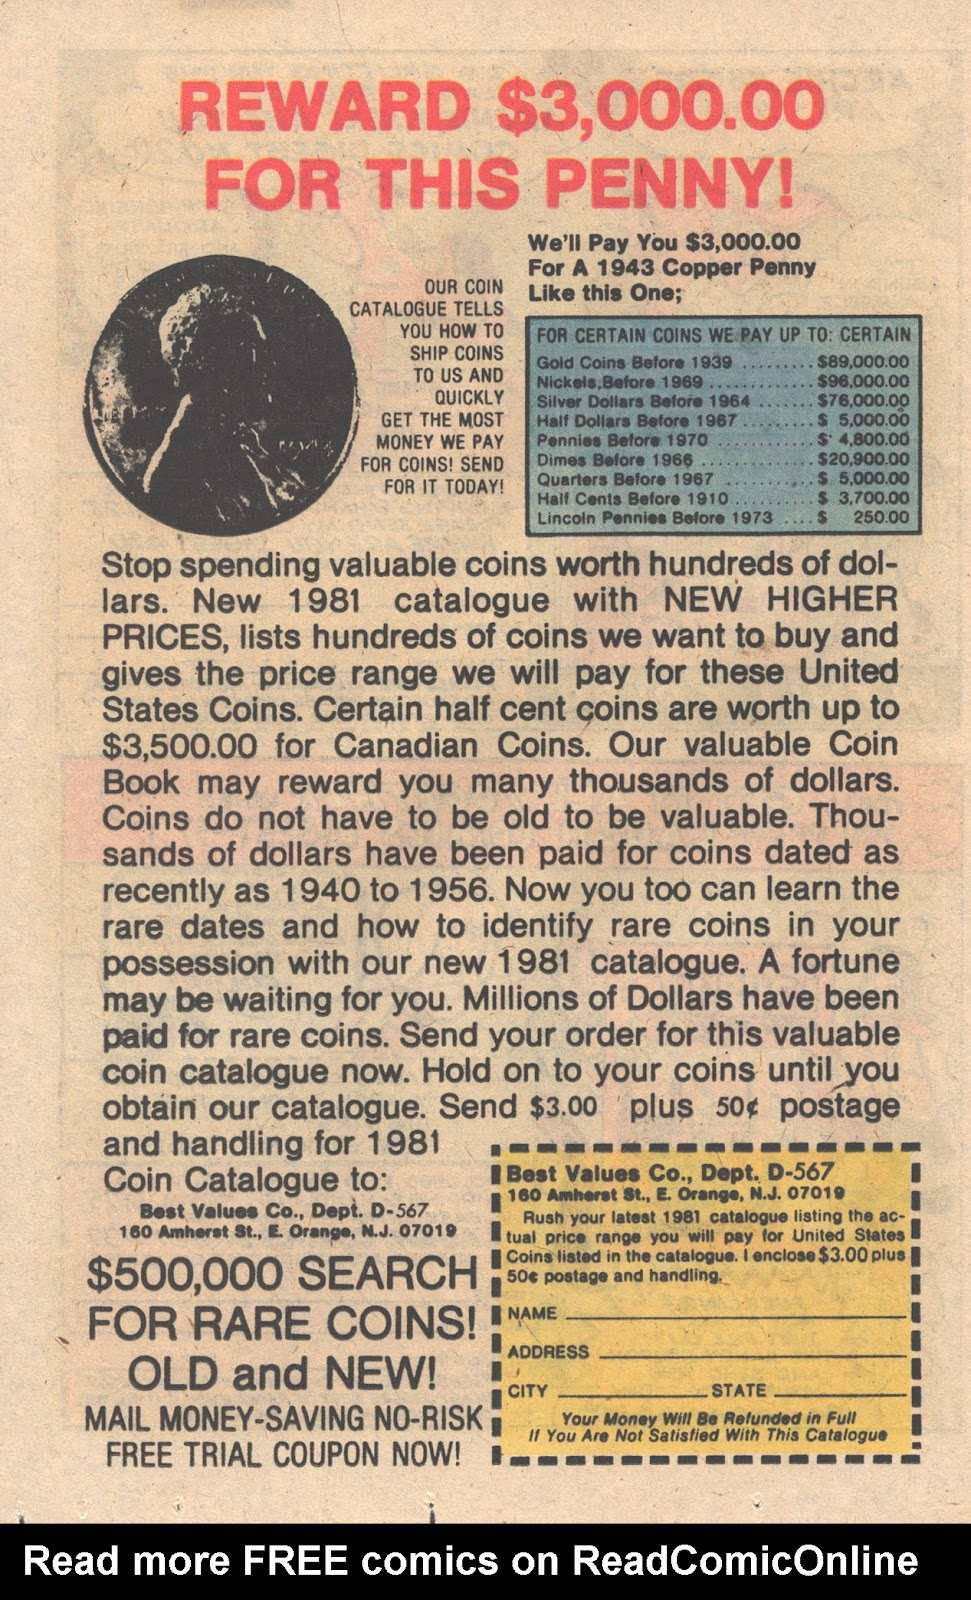 REWARD $3,000.00
FOR THIS PENNY!
We'll Pay You $3,000.00
For A 1943 Copper Penny
Like this One;
OUR COIN
CATALOGUE TELLS
YOU HOW TO
SHIP COINS
TO US AND
QUICKLY
GET THE MOST
MONEY WE PAY
FOR COINS! SEND
FOR IT TODAY!
FOR CERTAIN COINS WE PAY UP TO: CERTAIN
Gold Coins Before 1939 ......... $89,000.00
Nickels, Before 1969 ............ $96,000.00
Silver Dollars Before 1964 ....... $76,000.00
Half Dollars Before 1967 ......... $ 5,000.00
Pennies Before 1970 ............. $ 4,800.00
Dimes Before 1966 .............. $20,900.00
Quarters Before 1967 ............ $ 5,000.00
Half Cents Before 1910 .......... $ 3,700.00
Lincoln Pennies Before 1973 .... $ 250.00
Stop spending valuable coins worth hundreds of dol-
lars. New 1981 catalogue with NEW HIGHER
PRICES, lists hundreds of coins we want to buy and
gives the price range we will pay for these United
States Coins. Certain half cent coins are worth up to
$3,500.00 for Canadian Coins. Our valuable Coin
Book may reward you many thousands of dollars.
Coins do not have to be old to be valuable. Thou-
sands of dollars have been paid for coins dated as
recently as 1940 to 1956. Now you too can learn the
rare dates and how to identify rare coins in your
possession with our new 1981 catalogue. A fortune
may be waiting for you. Millions of Dollars have been
paid for rare coins. Send your order for this valuable
coin catalogue now. Hold on to your coins until you
obtain our catalogue. Send $3.00 plus 50¢ postage
and handling for 1981
Coin Catalogue to:
Best Values Co., Dept. D-567
160 Amherst St., E. Orange, N.J. 07019
$500,000 SEARCH
FOR RARE COINS!
OLD and NEW!
MAIL MONEY-SAVING NO-RISK
FREE TRIAL COUPON NOW!
Best Values Co., Dept. D-567
160 Amherst St., E. Orange, N.J. 07019
Rush your latest 1981 catalogue listing the ac-
tual price range you will pay for United States
Coins listed in the catalogue. I enclose $3.00 plus
50¢ postage and handling.
NAME
ADDRESS
CITY STATE
Your Money Will Be Refunded in Full
If You Are Not Satisfied With This Catalogue
Read more FREE comics on ReadComicOnline